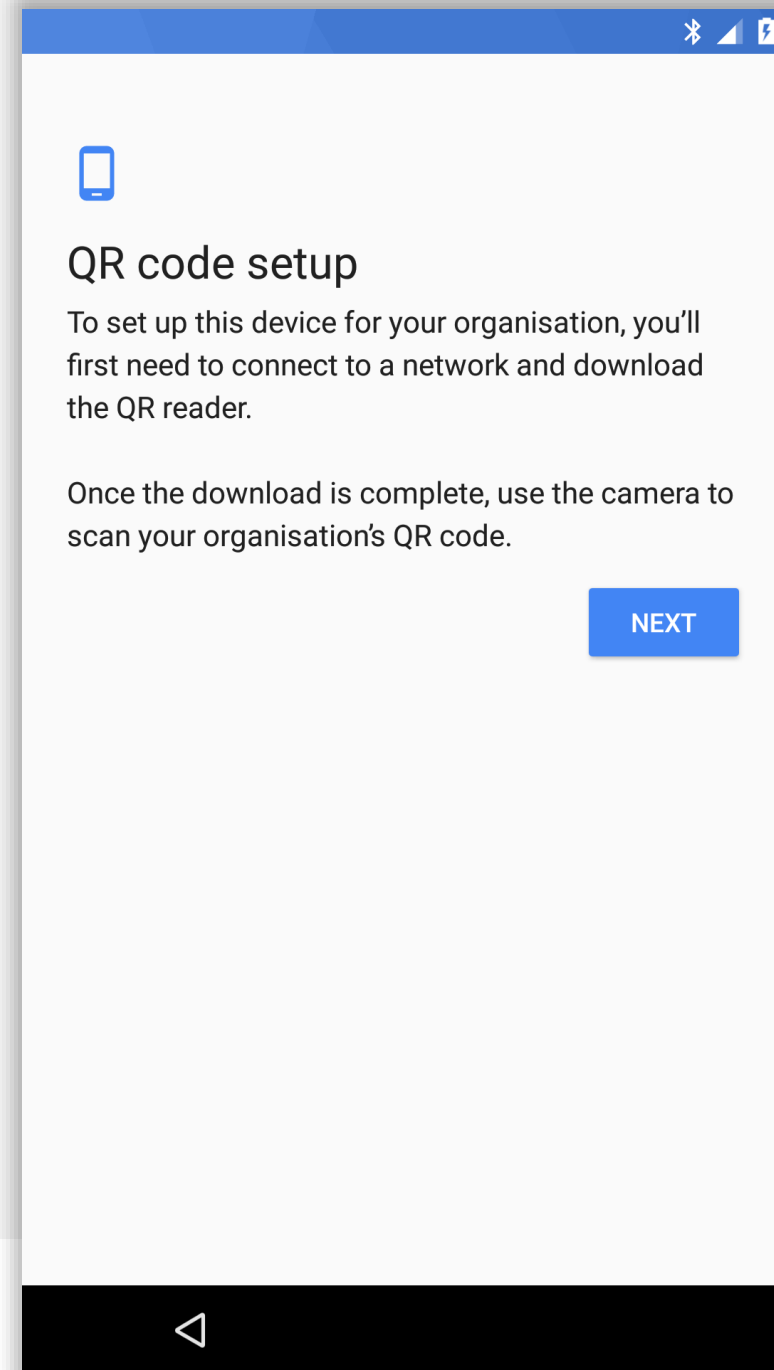 QR code setup
To set up this device for your organisation, you’ll
first need to connect to a network and download
the QR reader.
Once the download is complete, use the camera to
scan your organisation’s QR code.
NEXT